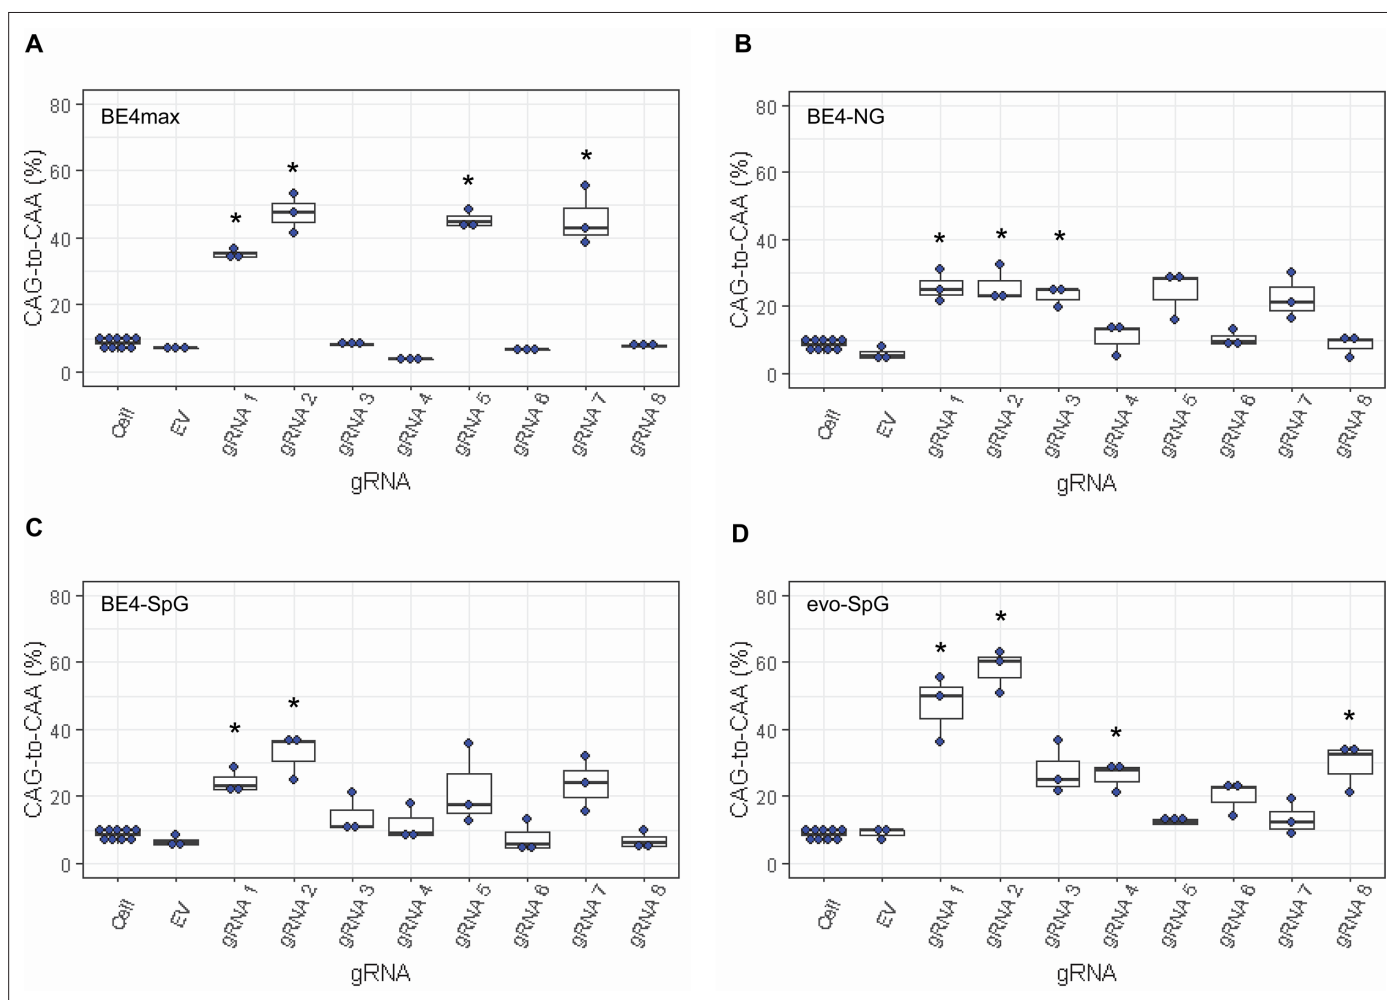 A
BE4max
CAG-to-CAA (%)
80
60
40
20
0
*
*
*
*
Cell
EV
gRNA 1
gRNA 2
gRNA 3
gRNA 4
gRNA 5
gRNA 6
gRNA 7
gRNA 8
gRNA
B
BE4-NG
CAG-to-CAA (%)
80
60
40
20
0
*
*
*
Cell
EV
gRNA 1
gRNA 2
gRNA 3
gRNA 4
gRNA 5
gRNA 6
gRNA 7
gRNA 8
gRNA
C
BE4-SpG
CAG-to-CAA (%)
80
60
40
20
0
*
*
Cell
EV
gRNA 1
gRNA 2
gRNA 3
gRNA 4
gRNA 5
gRNA 6
gRNA 7
gRNA 8
gRNA
D
evo-SpG
CAG-to-CAA (%)
80
60
40
20
0
*
*
*
*
Cell
EV
gRNA 1
gRNA 2
gRNA 3
gRNA 4
gRNA 5
gRNA 6
gRNA 7
gRNA 8
gRNA